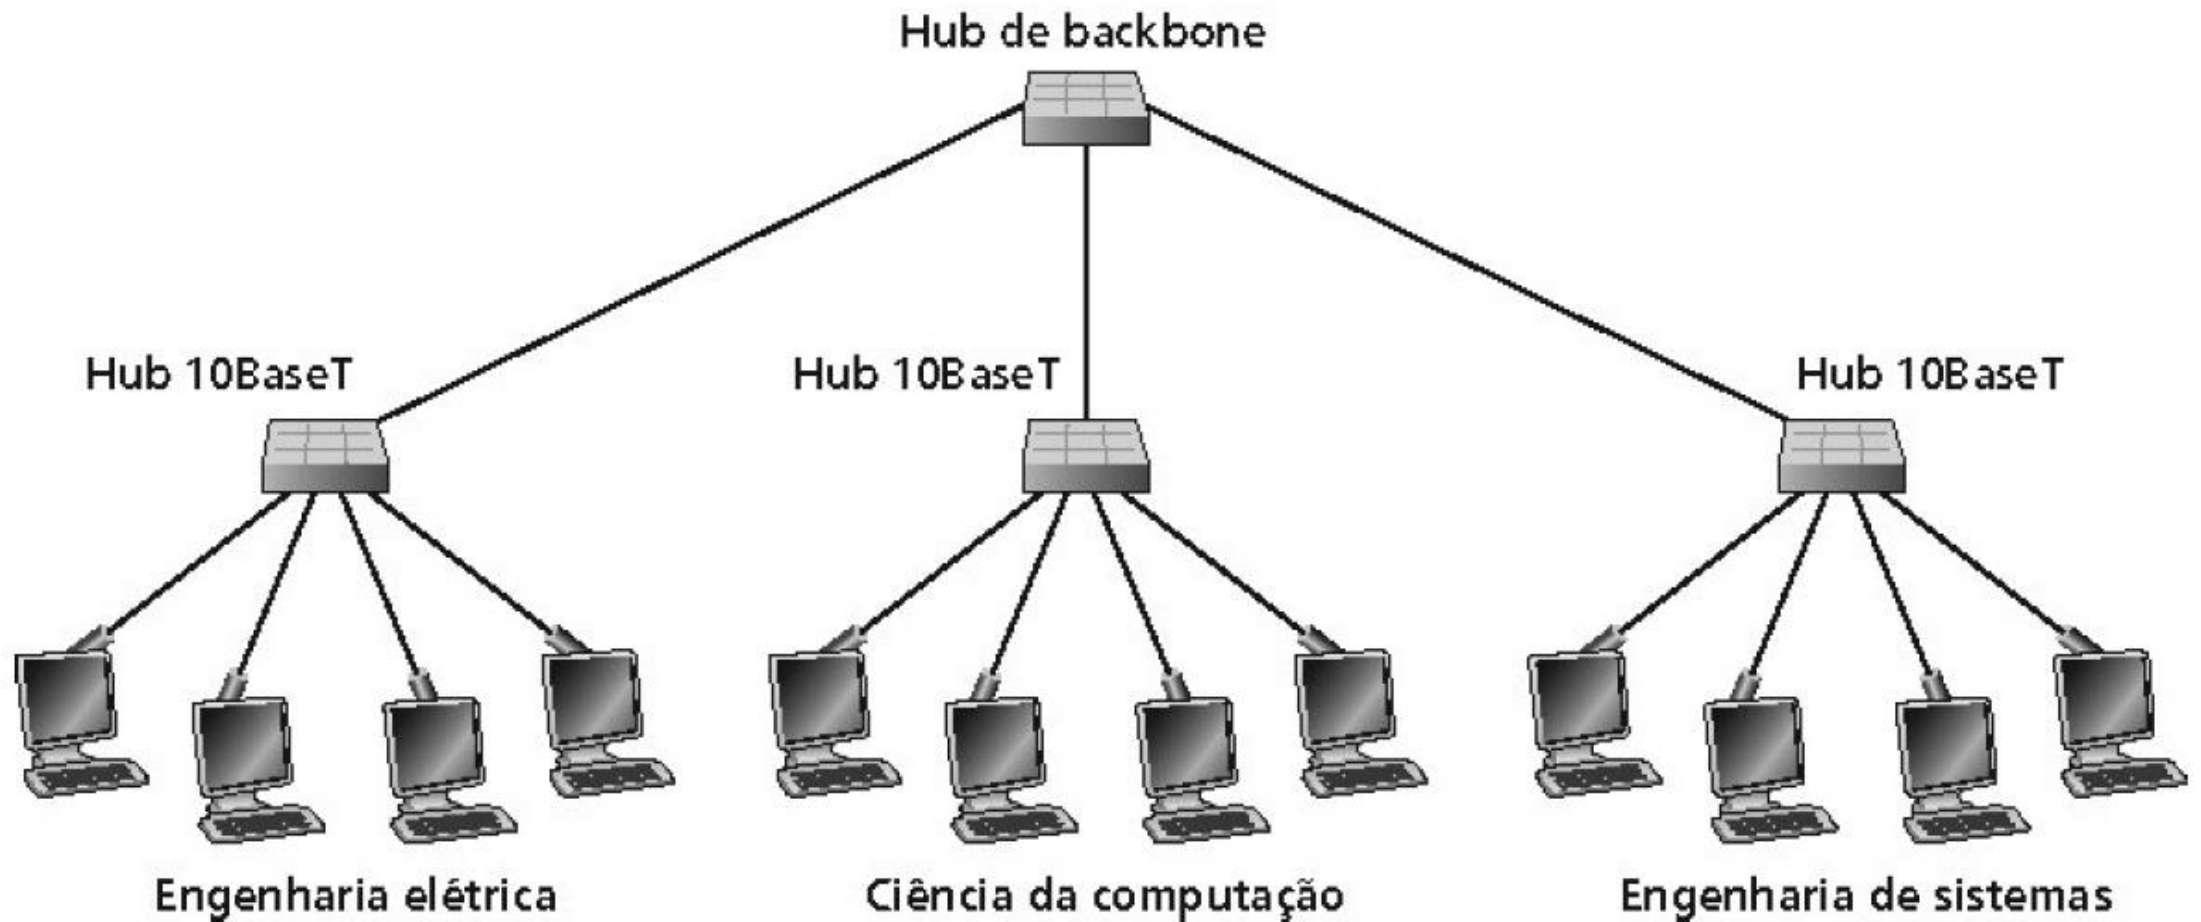 Hub de backbone
Hub 10BaseT
Hub 10BaseT
Hub 10BaseT
Engenharia elétrica
Ciência da computação
Engenharia de sistemas